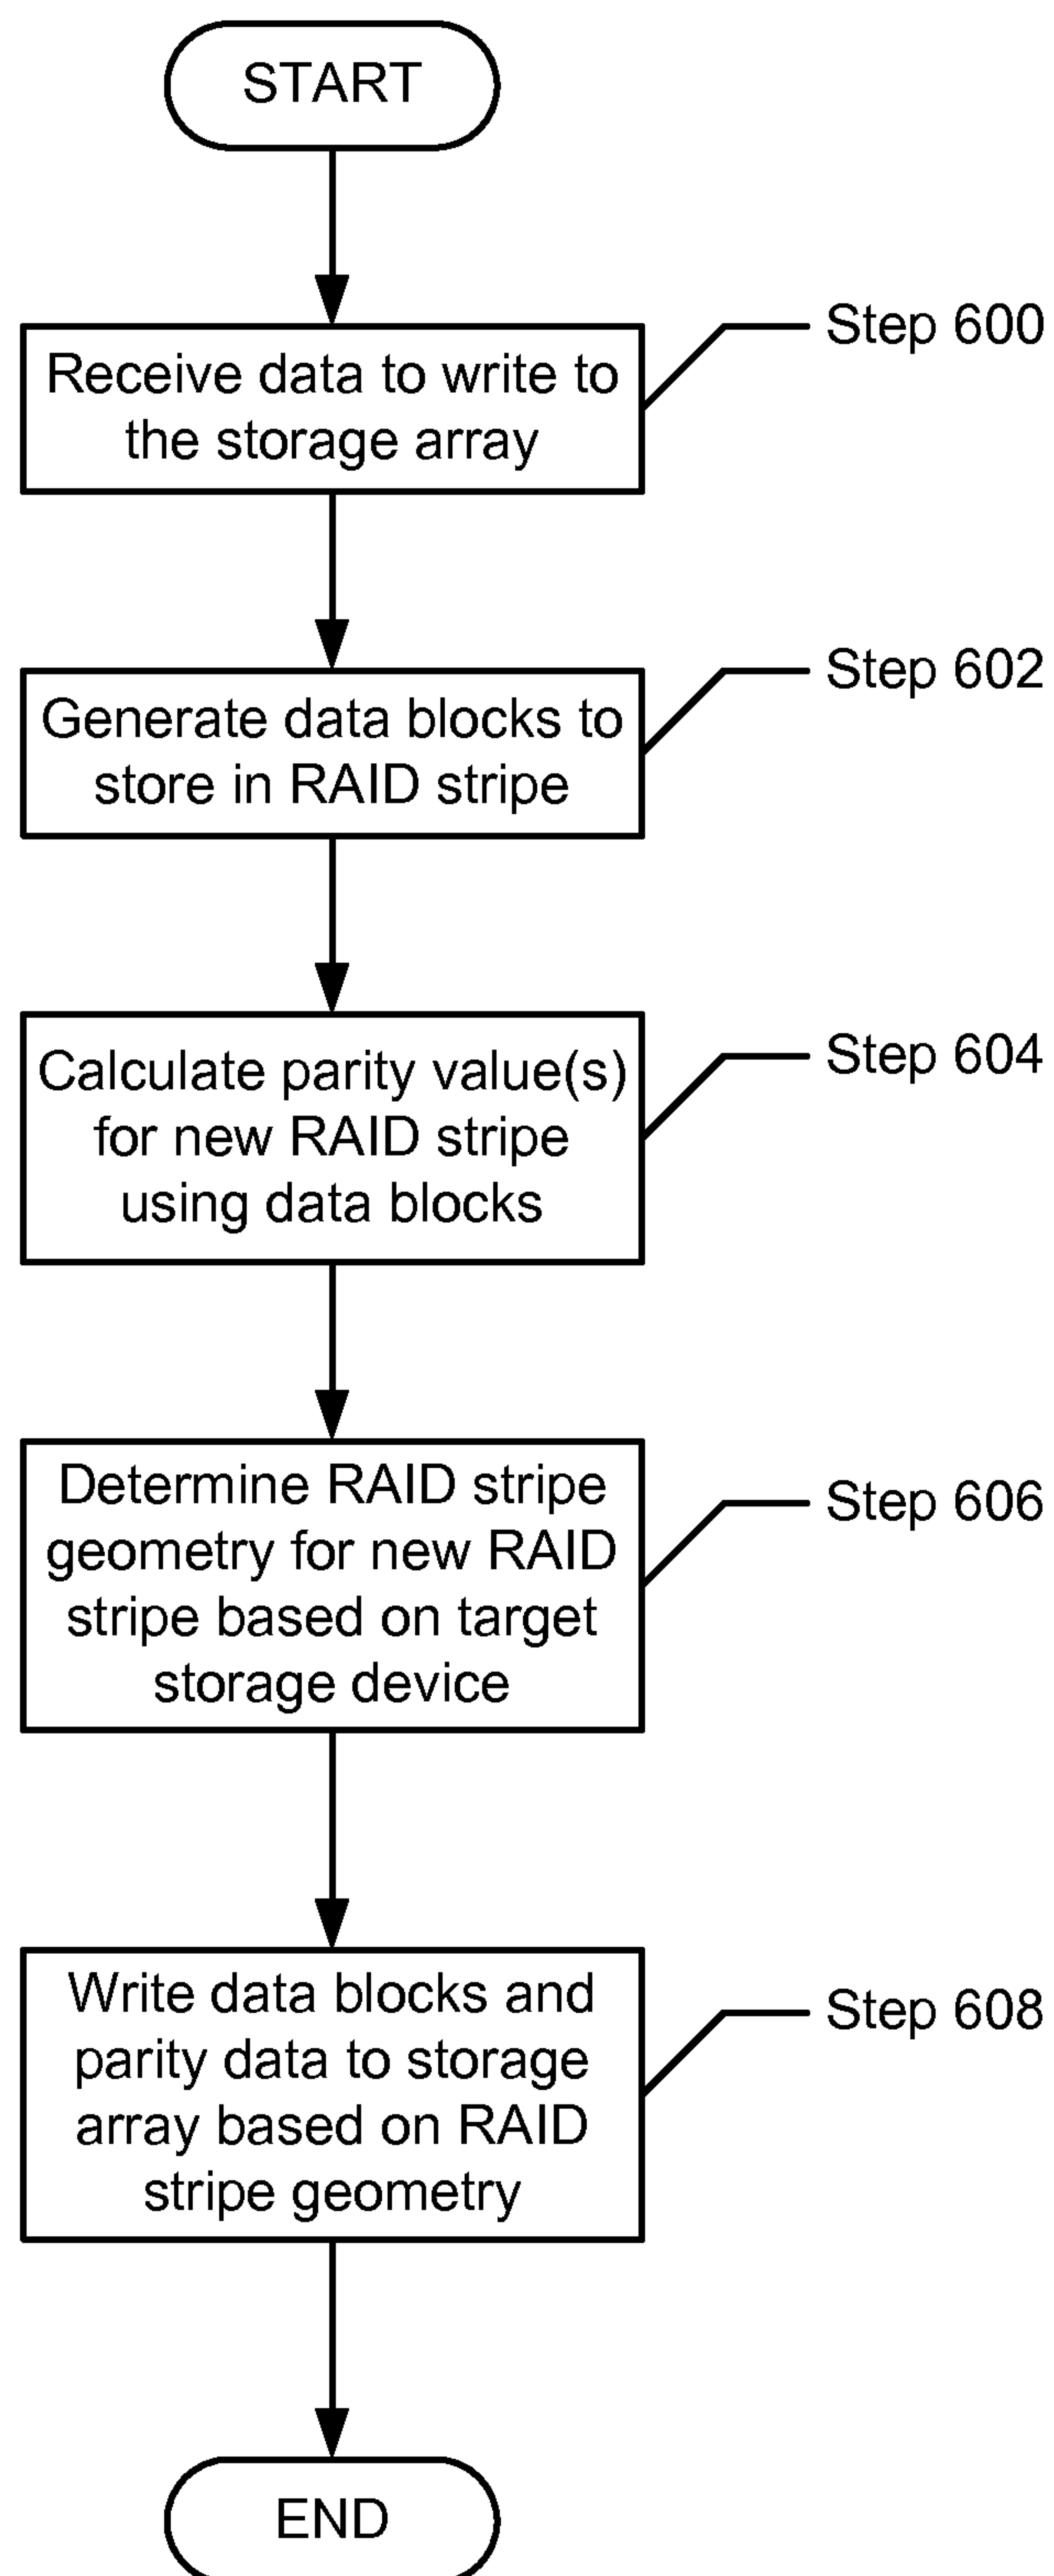 START
Receive data to write to
the storage array
Step 600
Generate data blocks to
store in RAID stripe
Step 602
Calculate parity value(s)
for new RAID stripe
using data blocks
Step 604
Determine RAID stripe
geometry for new RAID
stripe based on target
storage device
Step 606
Write data blocks and
parity data to storage
array based on RAID
stripe geometry
Step 608
END